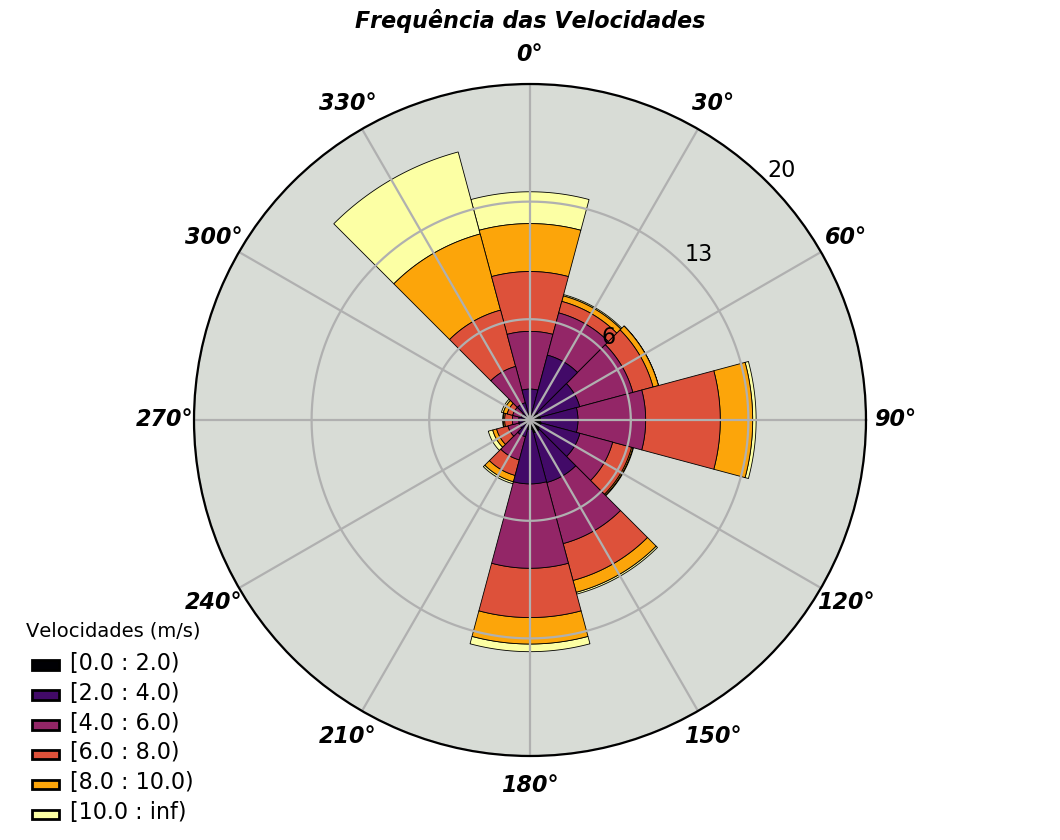 Frequência das Velocidades
0°
330°
30°
20
300°
60°
13
6
270°
90°
240°
120°
210°
150°
180°
Velocidades (m/s)
[0.0 : 2.0)
[2.0 : 4.0)
[4.0 : 6.0)
[6.0 : 8.0)
[8.0 : 10.0)
[10.0 : inf)